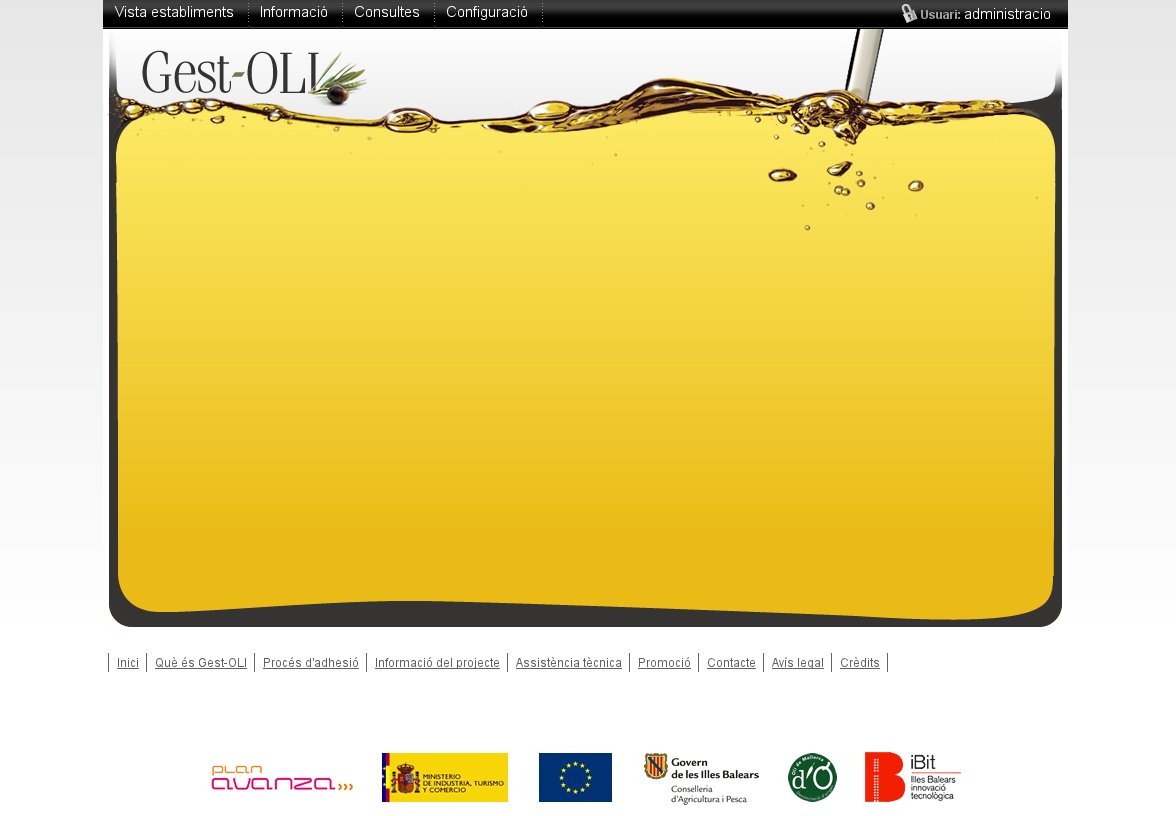 Vista establiments
Informació
Consultes
Configuració
Usuari: administracio
Gest-OLI
Inici
Què és Gest-OLI
Procés d'adhesió
Informació del projecte
Assistència tècnica
Promoció
Contacte
Avís legal
Crèdits
plan
avanza
MINISTERIO
DE INDUSTRIA, TURISMO
Y COMERCIO
Govern
de les Illes Balears
Conselleria
d'Agricultura i Pesca
Oli de Mallorca
d'O
iBit
Illes Balears
innovació
tecnològica